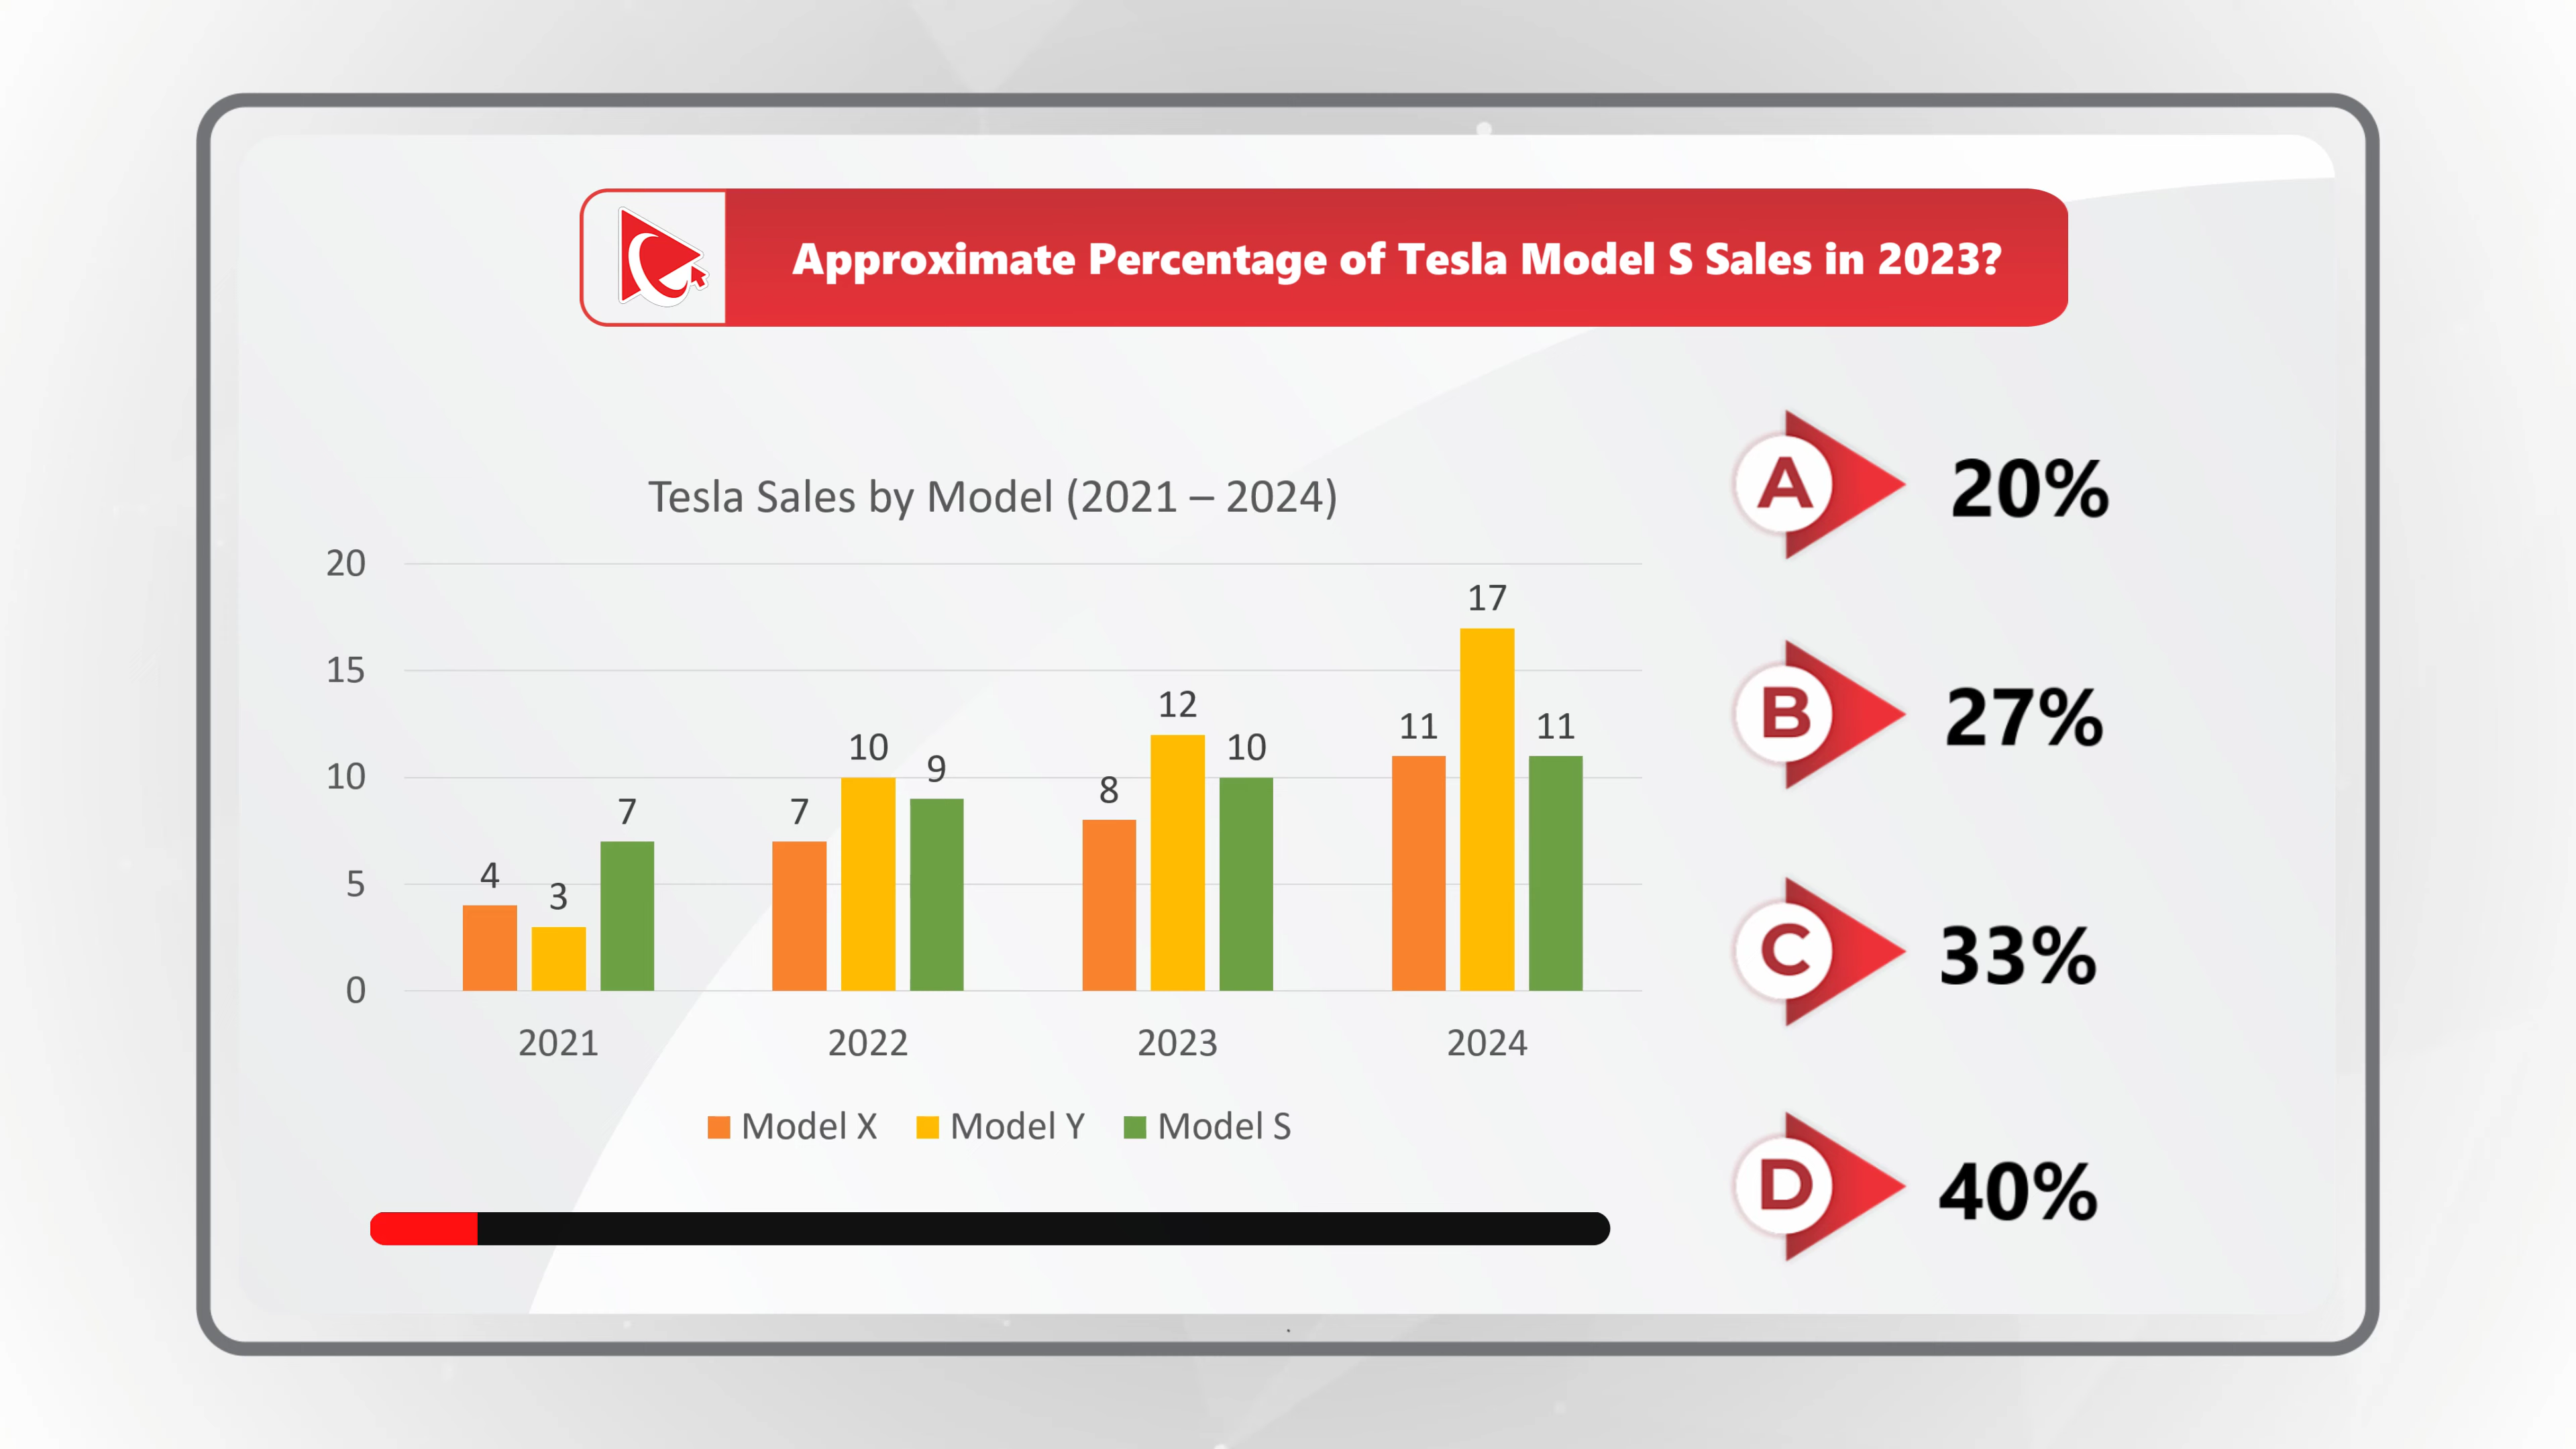 Approximate Percentage of Tesla Model S Sales in 2023?
Tesla Sales by Model (2021 – 2024)
20
15
10
5
0
4
3
7
7
10
9
8
12
10
11
17
11
2021
2022
2023
2024
Model X
Model Y
Model S
A
20%
B
27%
C
33%
D
40%